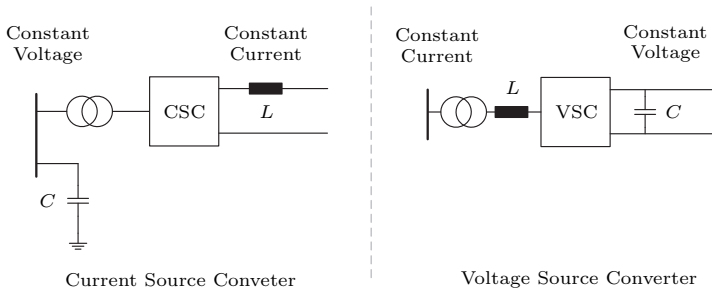 Constant
Voltage
Constant
Current
CSC
L
C
Current Source Conveter
Constant
Current
Constant
Voltage
L
VSC
C
Voltage Source Converter